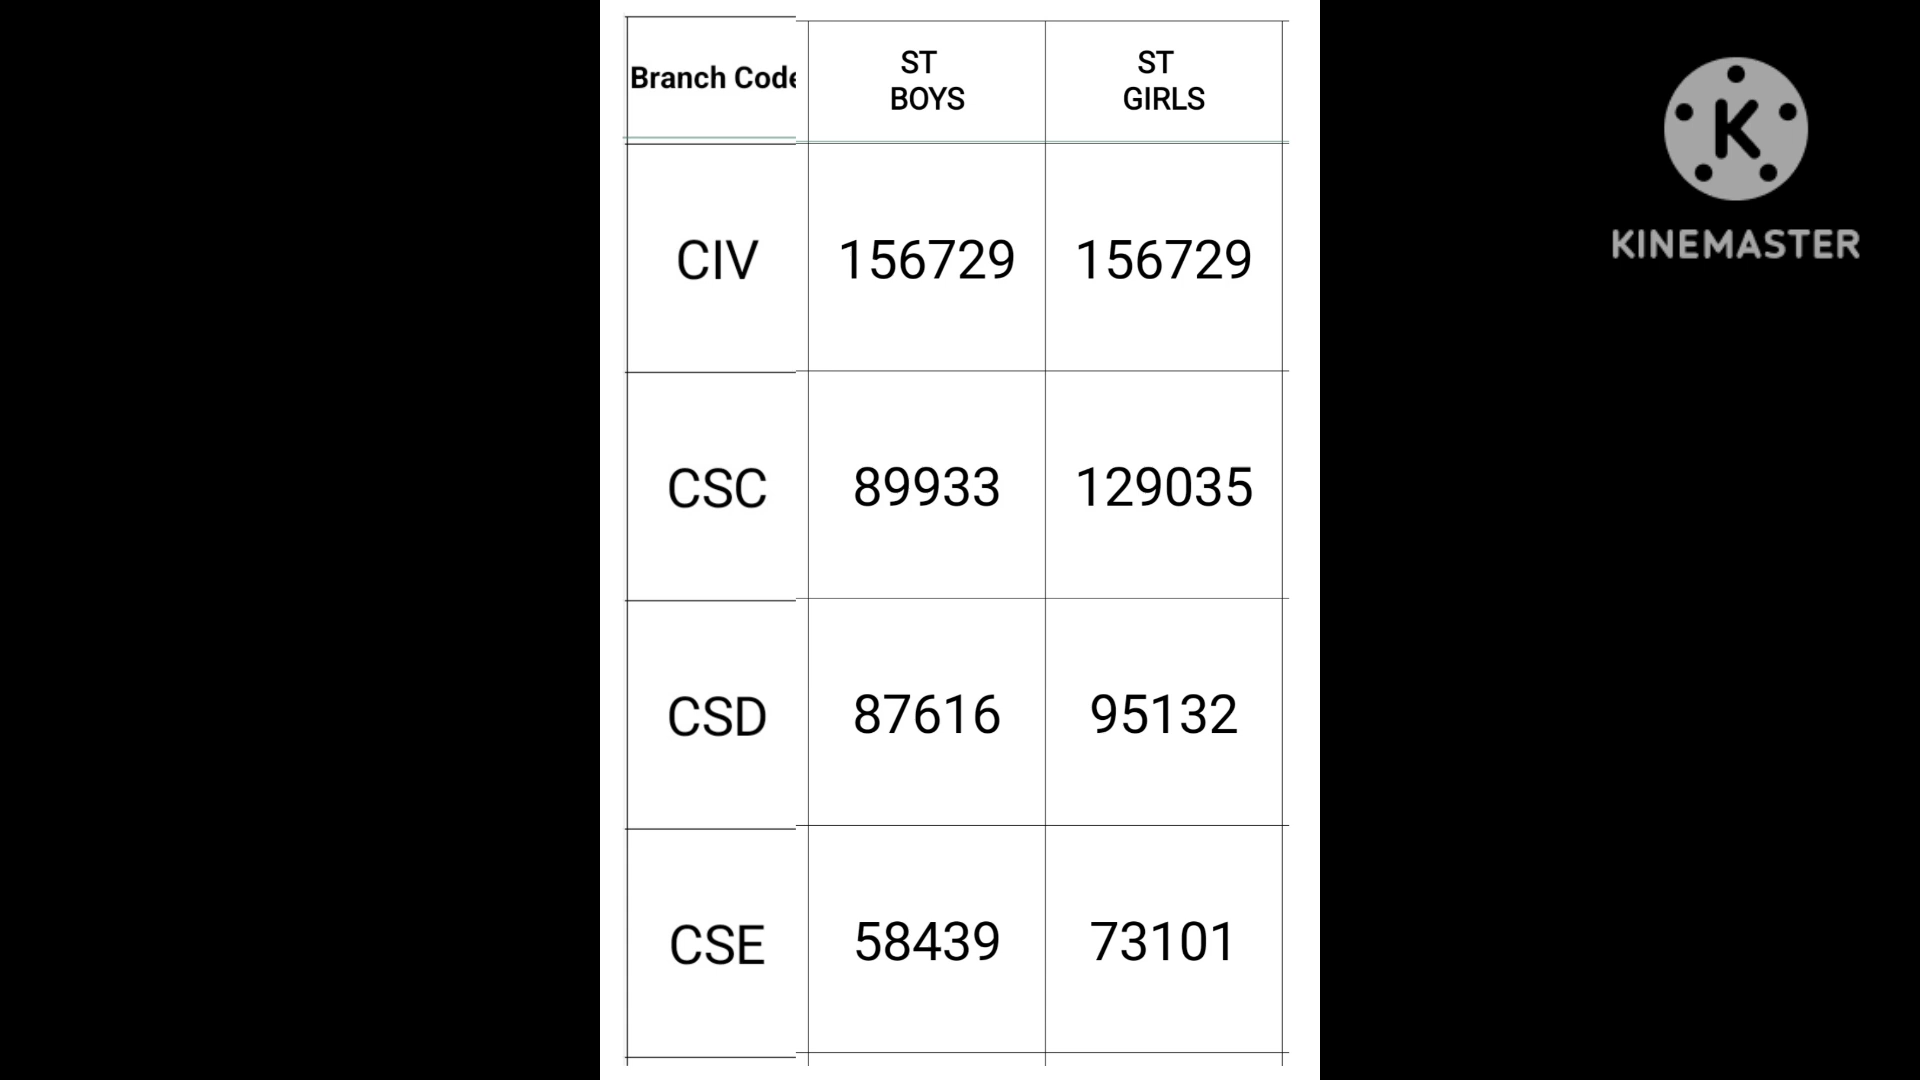 Branch Code
ST
BOYS
ST
GIRLS
CIV
156729
156729
CSC
89933
129035
CSD
87616
95132
CSE
58439
73101
K
KINEMASTER